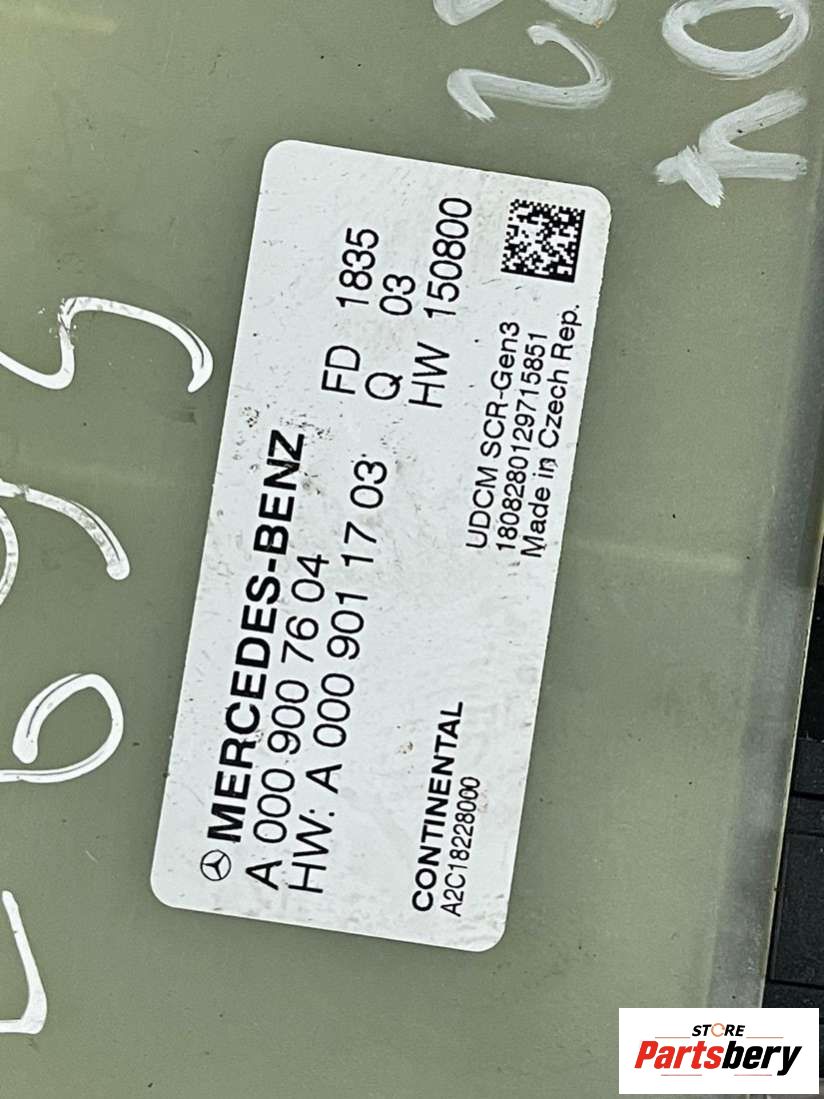 MERCEDES-BENZ
A 000 900 76 04
HW: A 000 901 17 03
FD 1835
Q 03
HW 150800
CONTINENTAL
A2C18228000
UDCM SCR-Gen3
1808280129715851
Made in Czech Rep.
STORE
Partsbery